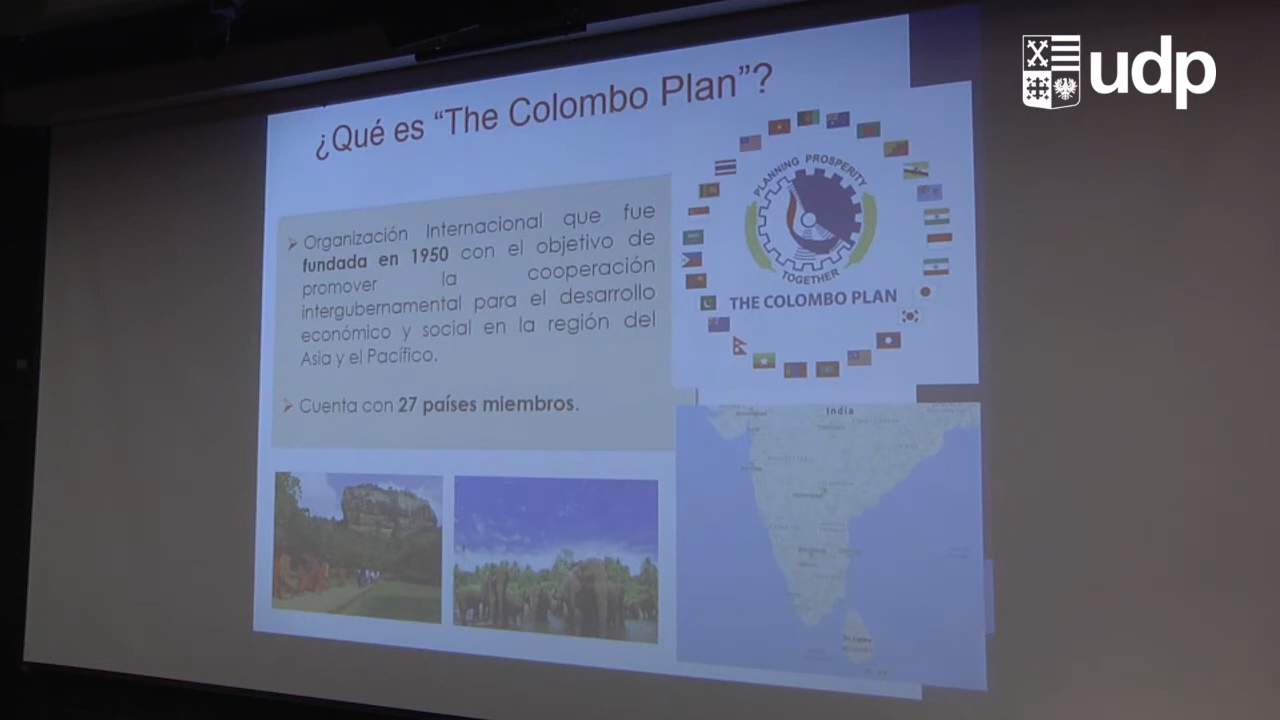 udp
¿Qué es “The Colombo Plan”?
PLANNING PROSPERITY
TOGETHER
THE COLOMBO PLAN
➢ Organización Internacional que fue
fundada en 1950 con el objetivo de
promover la cooperación
intergubernamental para el desarrollo
económico y social en la región del
Asia y el Pacífico.
➢ Cuenta con 27 países miembros.
India
Sri Lanka